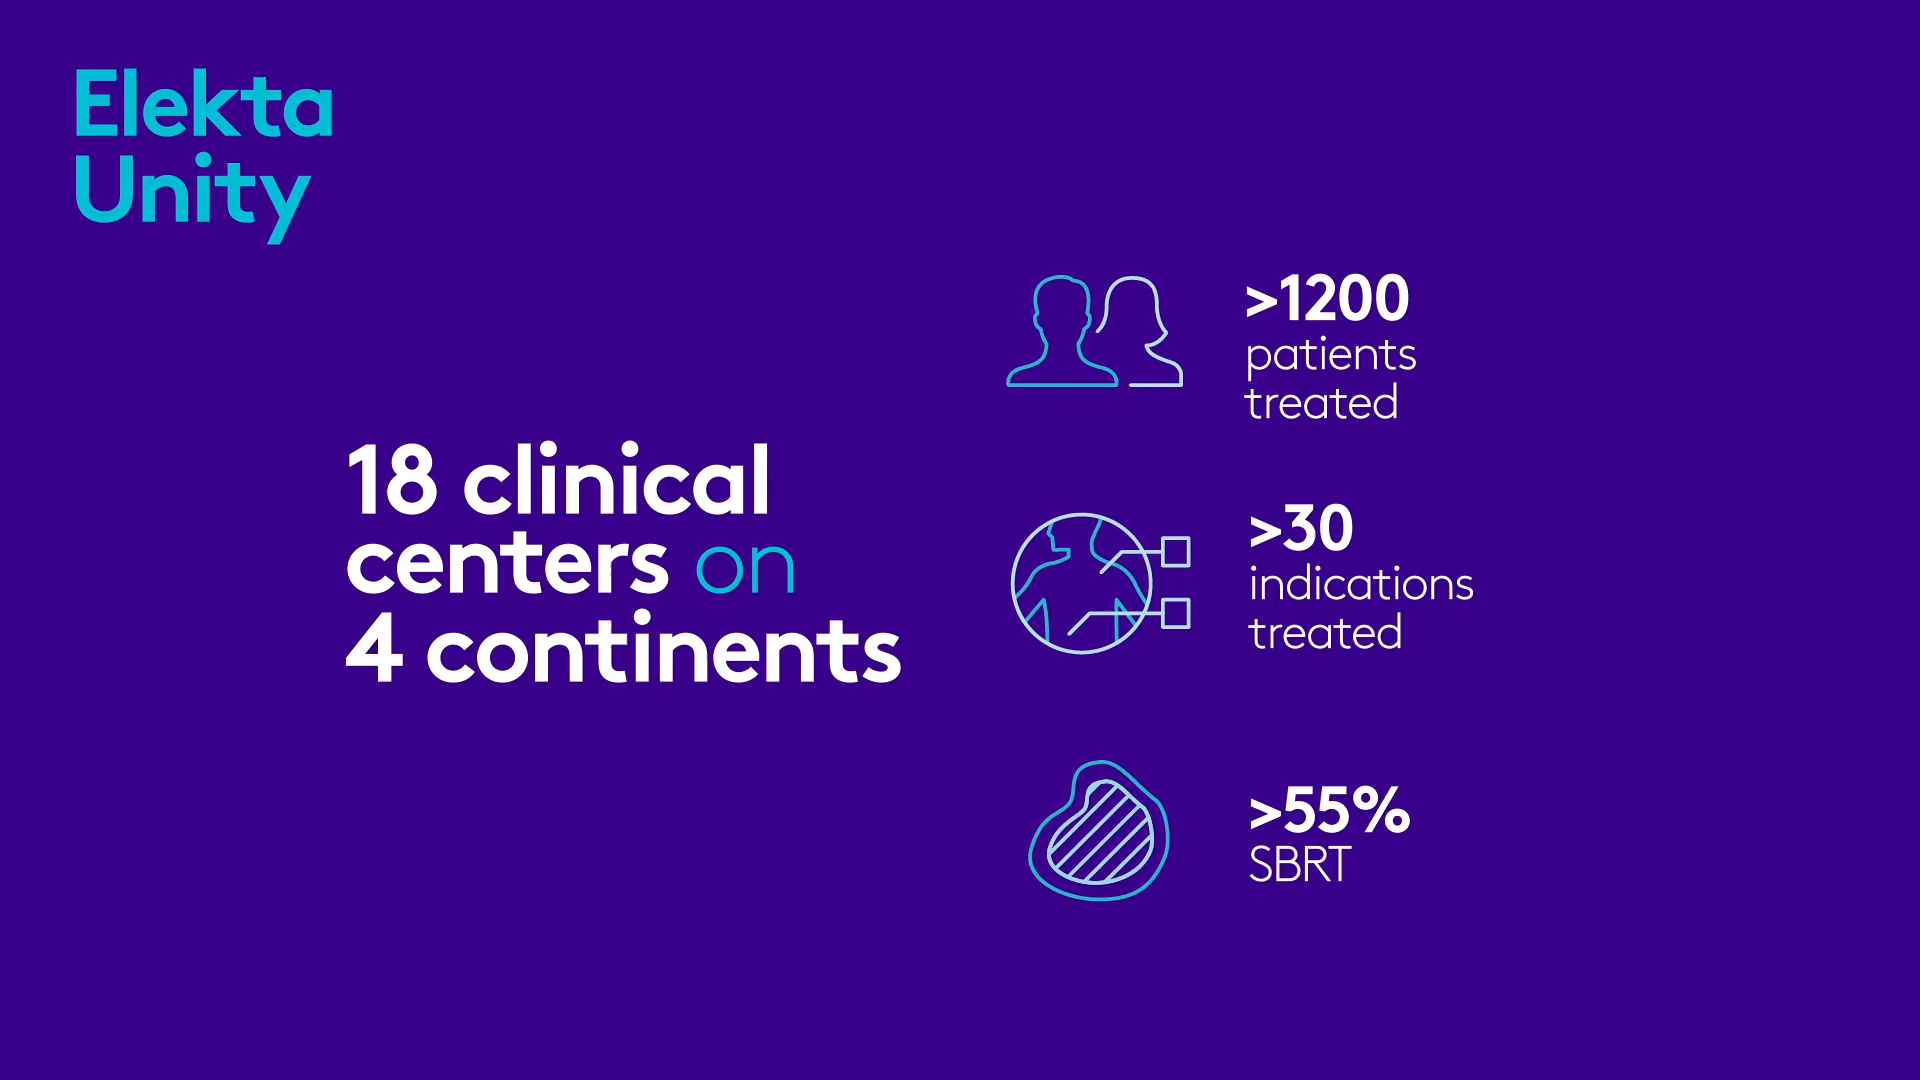 Elekta
Unity
18 clinical
centers on
4 continents
>1200
patients
treated
>30
indications
treated
>55%
SBRT